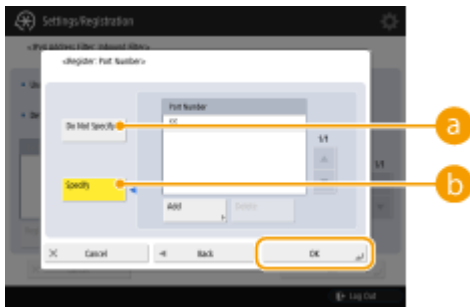 Settings/Registration
<IPv4 Address Filter: Inbound Filter>
<Register: Port Number>
Port Number
Do Not Specify
a
1/1
1/1
Specify
b
Add
Delete
Cancel
Back
OK
Log Out